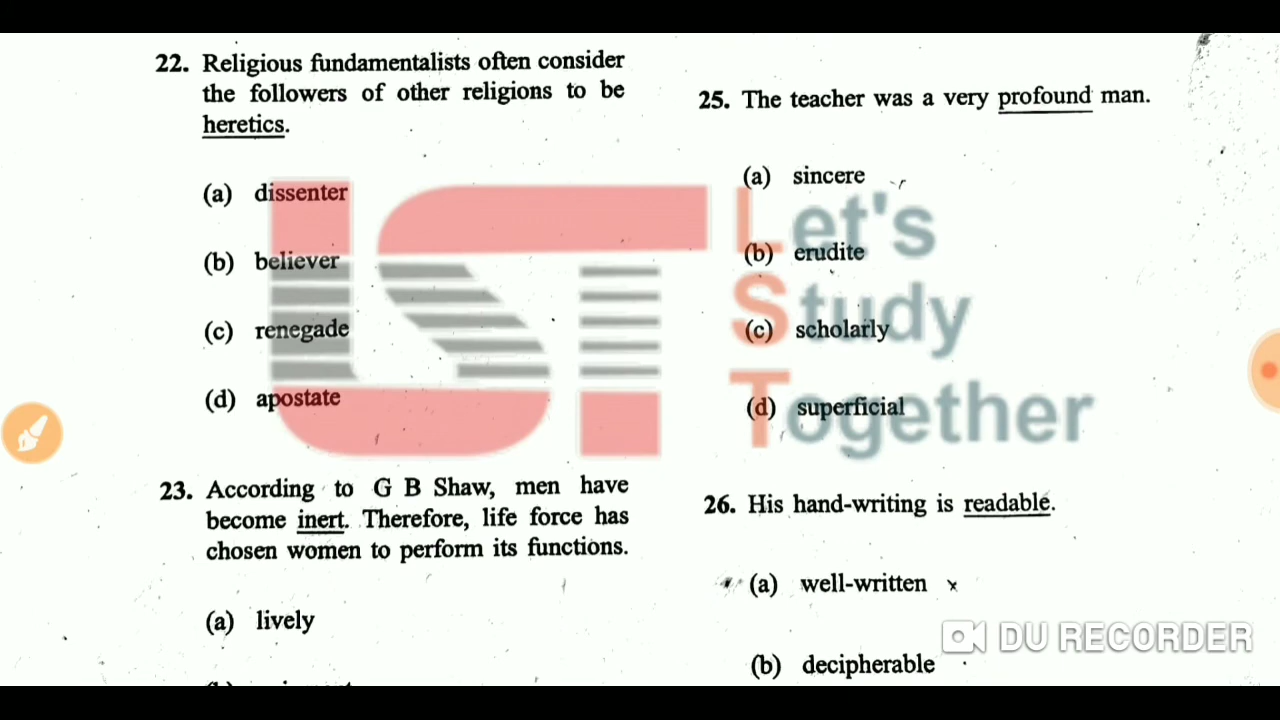 22. Religious fundamentalists often consider
the followers of other religions to be
heretics.
(a) dissenter
(b) believer
(c) renegade
(d) apostate
23. According to G B Shaw, men have
become inert. Therefore, life force has
chosen women to perform its functions.
(a) lively
25. The teacher was a very profound man.
(a) sincere
(b) erudite
(c) scholarly
(d) superficial
26. His hand-writing is readable.
(a) well-written
(b) decipherable
LST
Let's
Study
Together
DU RECORDER